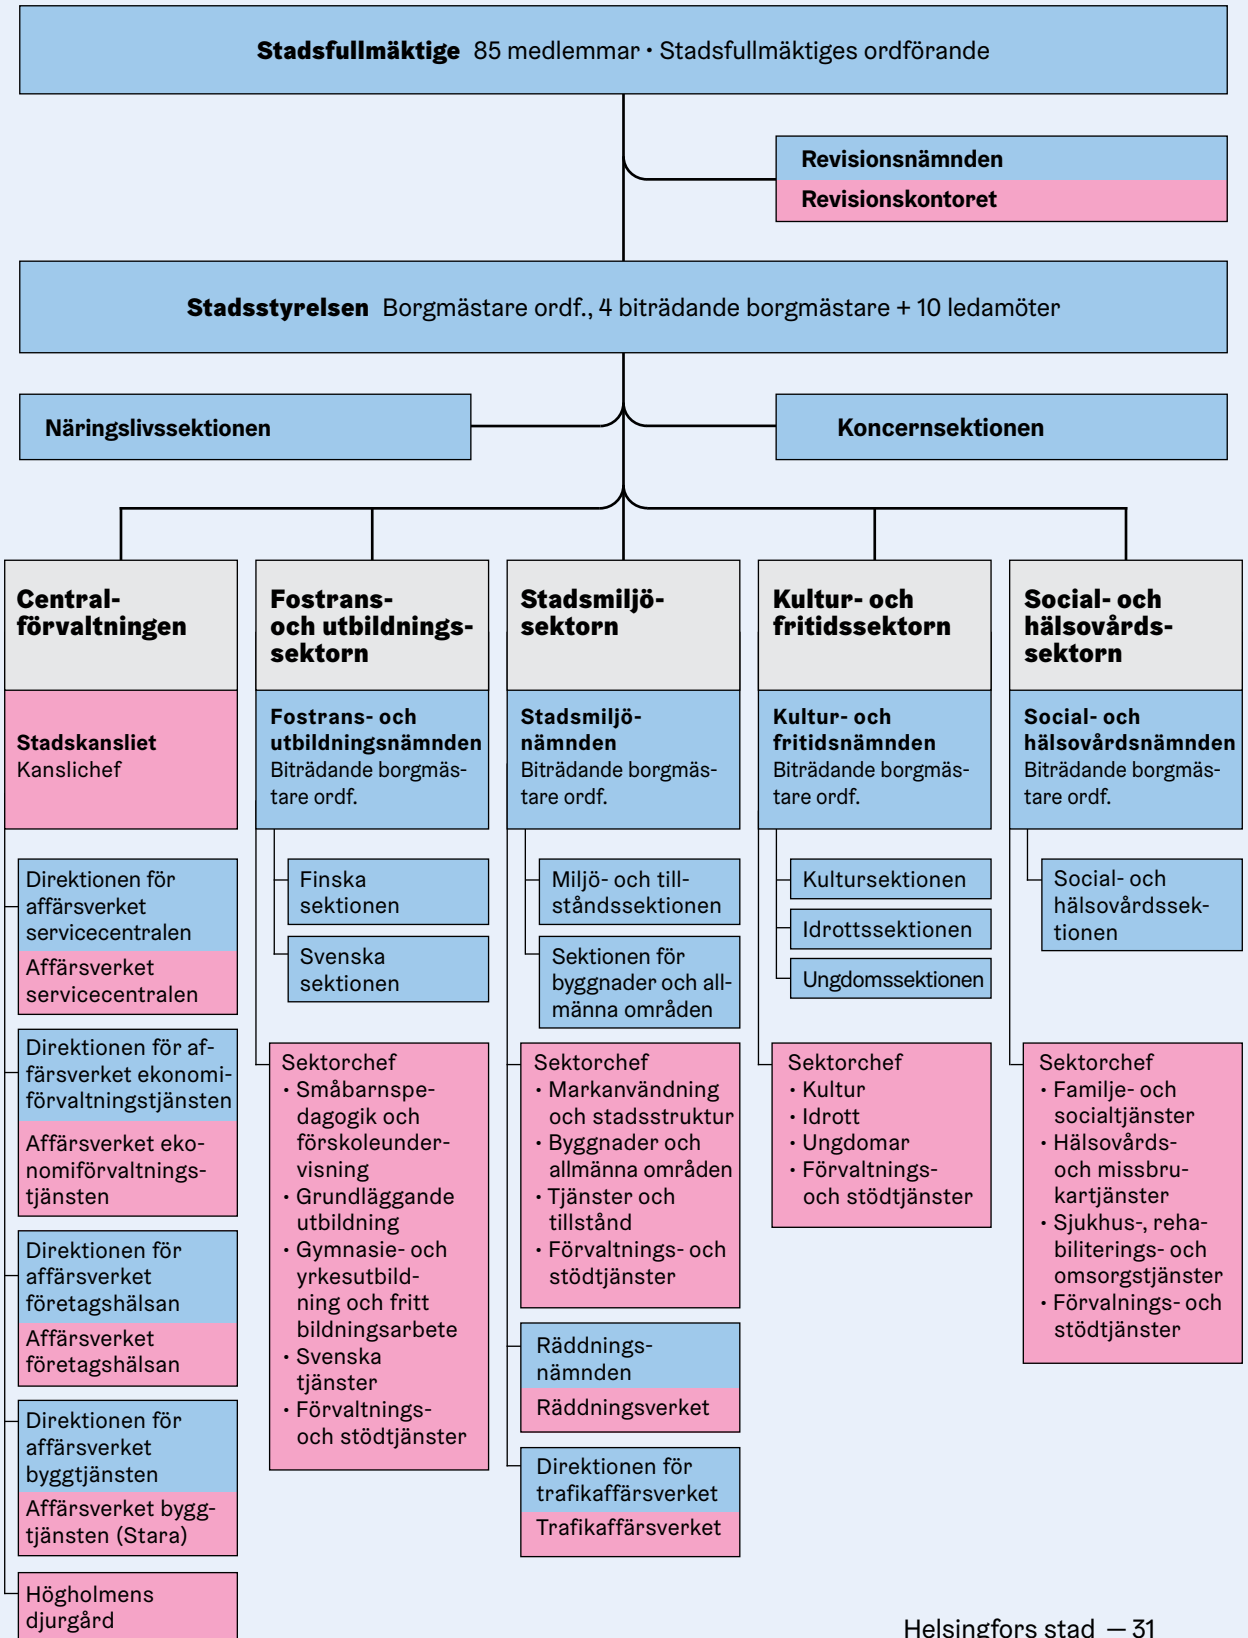 Stadsfullmäktige 85 medlemmar · Stadsfullmäktiges ordförande
Revisionsnämnden
Revisionskontoret
Stadsstyrelsen Borgmästare ordf., 4 biträdande borgmästare + 10 ledamöter
Näringslivssektionen
Koncernsektionen
Central-
förvaltningen
Stadskansliet
Kanslichef
Direktionen för
affärsverket
servicecentralen
Affärsverket
servicecentralen
Direktionen för af-
färsverket ekonomi-
förvaltningstjänsten
Affärsverket eko-
nomiförvaltnings-
tjänsten
Direktionen för
affärsverket
företagshälsan
Affärsverket
företagshälsan
Direktionen för
affärsverket
byggtjänsten
Affärsverket bygg-
tjänsten (Stara)
Högholmens
djurgård
Fostrans-
och utbildnings-
sektorn
Fostrans- och
utbildningsnämnden
Biträdande borgmäs-
tare ordf.
Finska
sektionen
Svenska
sektionen
Sektorchef
· Småbarnspe-
dagogik och
förskoleunder-
visning
· Grundläggande
utbildning
· Gymnasie- och
yrkesutbild-
ning och fritt
bildningsarbete
· Svenska
tjänster
· Förvaltnings-
och stödtjänster
Stadsmiljö-
sektorn
Stadsmiljö-
nämnden
Biträdande borgmäs-
tare ordf.
Miljö- och till-
ståndssektionen
Sektionen för
byggnader och all-
männa områden
Sektorchef
· Markanvändning
och stadsstruktur
· Byggnader och
allmänna områden
· Tjänster och
tillstånd
· Förvaltnings- och
stödtjänster
Räddnings-
nämnden
Räddningsverket
Direktionen för
trafikaffärsverket
Trafikaffärsverket
Kultur- och
fritidssektorn
Kultur- och
fritidsnämnden
Biträdande borgmäs-
tare ordf.
Kultursektionen
Idrottssektionen
Ungdomssektionen
Sektorchef
· Kultur
· Idrott
· Ungdomar
· Förvaltnings-
och stödtjänster
Social- och
hälsovårds-
sektorn
Social- och
hälsovårdsnämnden
Biträdande borgmäs-
tare ordf.
Social- och
hälsovårdssek-
tionen
Sektorchef
· Familje- och
socialtjänster
· Hälsovårds-
och missbru-
kartjänster
· Sjukhus-, reha-
biliterings- och
omsorgstjänster
· Förvalnings- och
stödtjänster
Helsingfors stad — 31